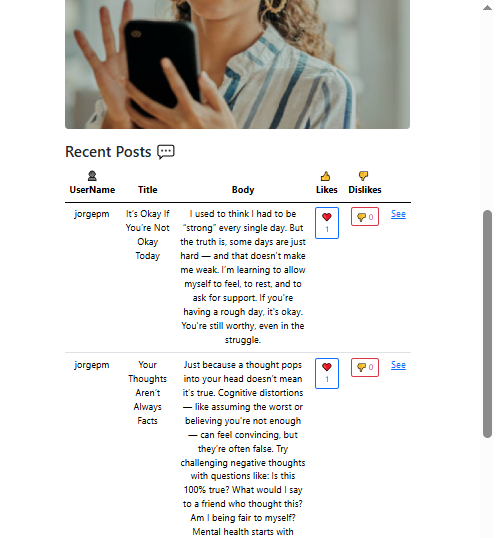 Recent Posts
UserName Title Body Likes Dislikes
jorgepm It's Okay If I used to think I had to be 1 0 See
You're Not "strong" every single day. But
Okay the truth is, some days are just
Today hard — and that doesn't make
me weak. I'm learning to allow
myself to feel, to rest, and to
ask for support. If you're
having a rough day, it's okay.
You're still worthy, even in the
struggle.
jorgepm Your Just because a thought pops 1 0 See
Thoughts into your head doesn't mean
Aren't it's true. Cognitive distortions
Always — like assuming the worst or
Facts believing you're not enough
— can feel convincing, but
they're often false. Try
challenging negative thoughts
with questions like: Is this
100% true? What would I say
to a friend who thought this?
Am I being fair to myself?
Mental health starts with